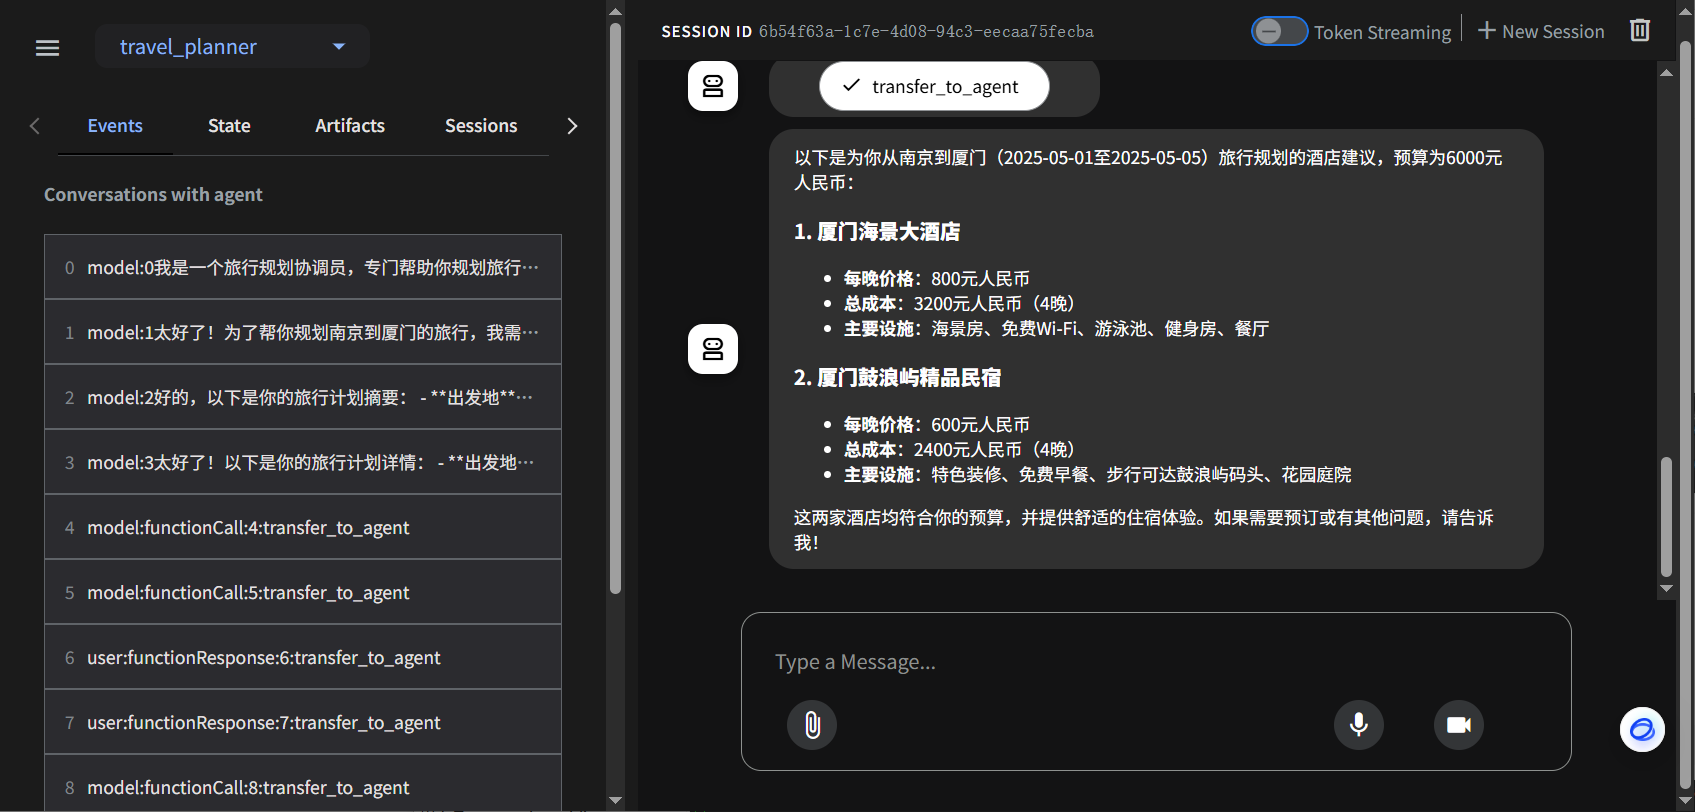 travel_planner
Events
State
Artifacts
Sessions
Conversations with agent
0 model:0我是一个旅行规划协调员，专门帮助你规划旅行…
1 model:1太好了！为了帮你规划南京到厦门的旅行，我需…
2 model:2好的，以下是你的旅行计划摘要： - **出发地**…
3 model:3太好了！以下是你的旅行计划详情： - **出发地…
4 model:functionCall:4:transfer_to_agent
5 model:functionCall:5:transfer_to_agent
6 user:functionResponse:6:transfer_to_agent
7 user:functionResponse:7:transfer_to_agent
8 model:functionCall:8:transfer_to_agent
SESSION ID 6b54f63a-1c7e-4d08-94c3-eecaa75fecba
Token Streaming
New Session
transfer_to_agent
以下是为你从南京到厦门（2025-05-01至2025-05-05）旅行规划的酒店建议，预算为6000元
人民币：
1. 厦门海景大酒店
每晚价格：800元人民币
总成本：3200元人民币（4晚）
主要设施：海景房、免费Wi-Fi、游泳池、健身房、餐厅
2. 厦门鼓浪屿精品民宿
每晚价格：600元人民币
总成本：2400元人民币（4晚）
主要设施：特色装修、免费早餐、步行可达鼓浪屿码头、花园庭院
这两家酒店均符合你的预算，并提供舒适的住宿体验。如果需要预订或有其他问题，请告诉
我！
Type a Message...